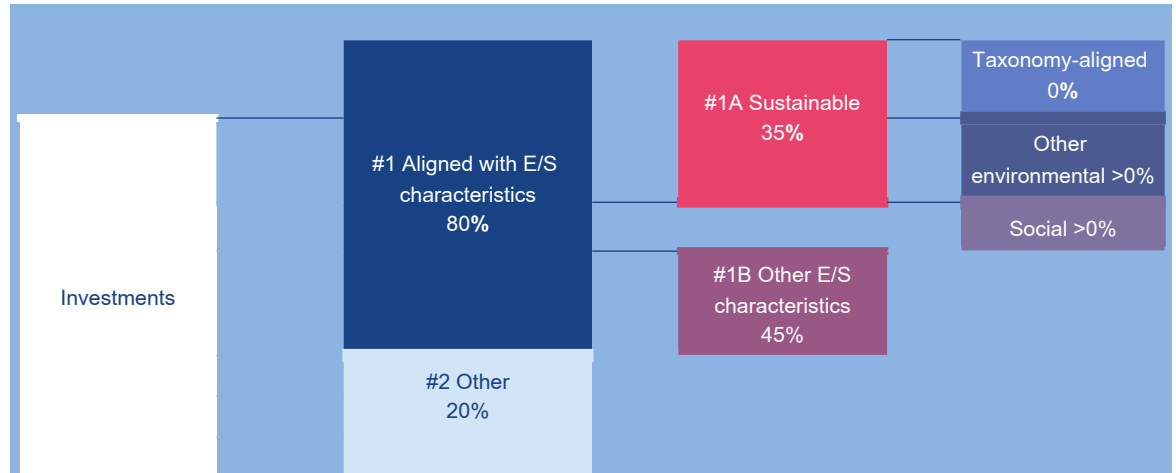 Investments
#1 Aligned with E/S
characteristics
80%
#2 Other
20%
#1A Sustainable
35%
#1B Other E/S
characteristics
45%
Taxonomy-aligned
0%
Other
environmental >0%
Social >0%